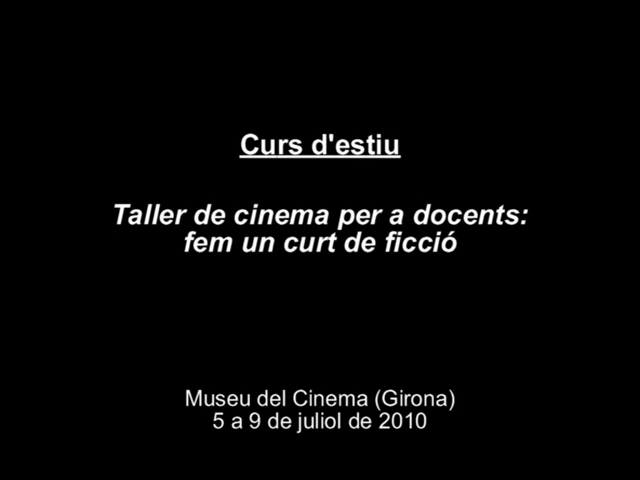 Curs d'estiu
Taller de cinema per a docents:
fem un curt de ficció
Museu del Cinema (Girona)
5 a 9 de juliol de 2010